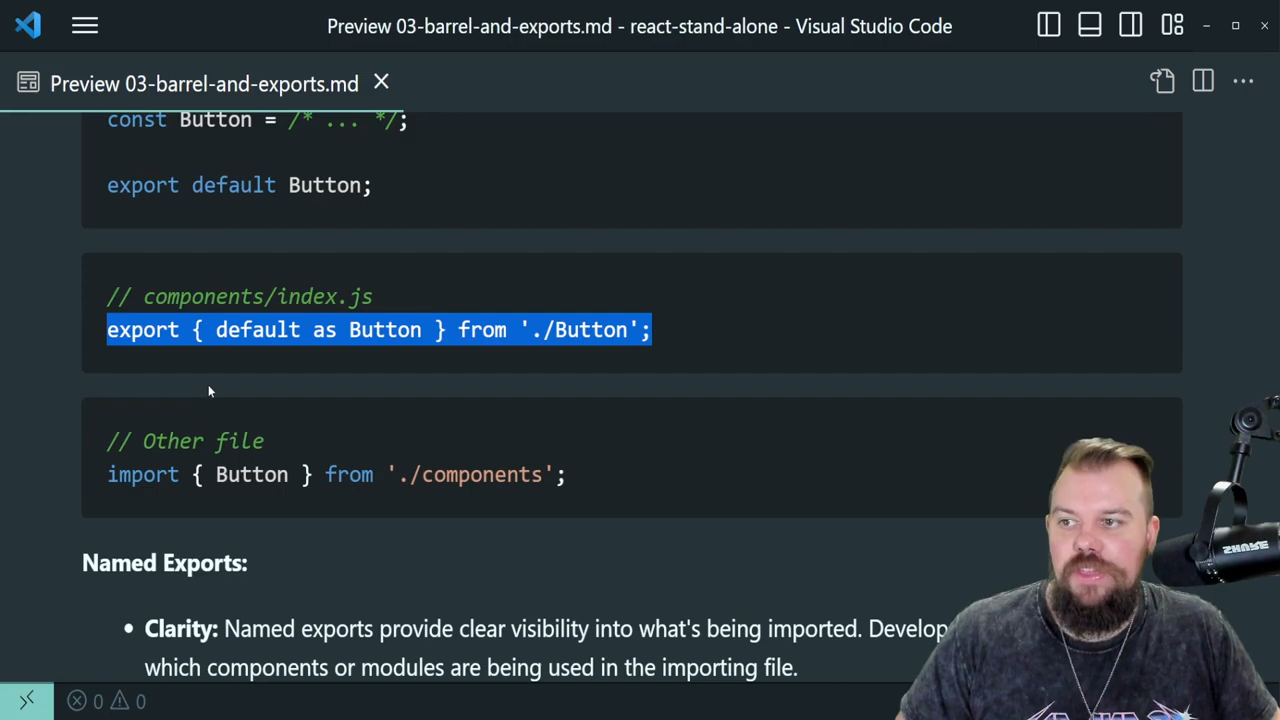 Preview 03-barrel-and-exports.md - react-stand-alone - Visual Studio Code
Preview 03-barrel-and-exports.md
const Button = /* ... */;
export default Button;
// components/index.js
export { default as Button } from './Button';
// Other file
import { Button } from './components';
Named Exports:
• Clarity: Named exports provide clear visibility into what's being imported. Develop
which components or modules are being used in the importing file.
0 0
SHURE